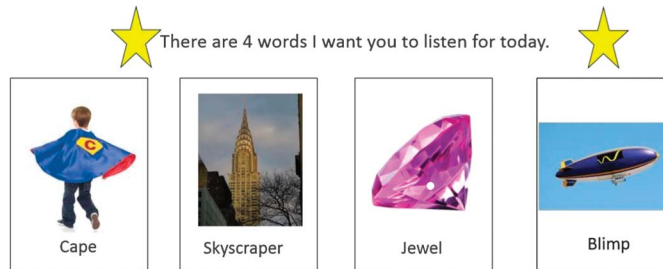 There are 4 words I want you to listen for today.
C
Cape
Skyscraper
Jewel
Blimp